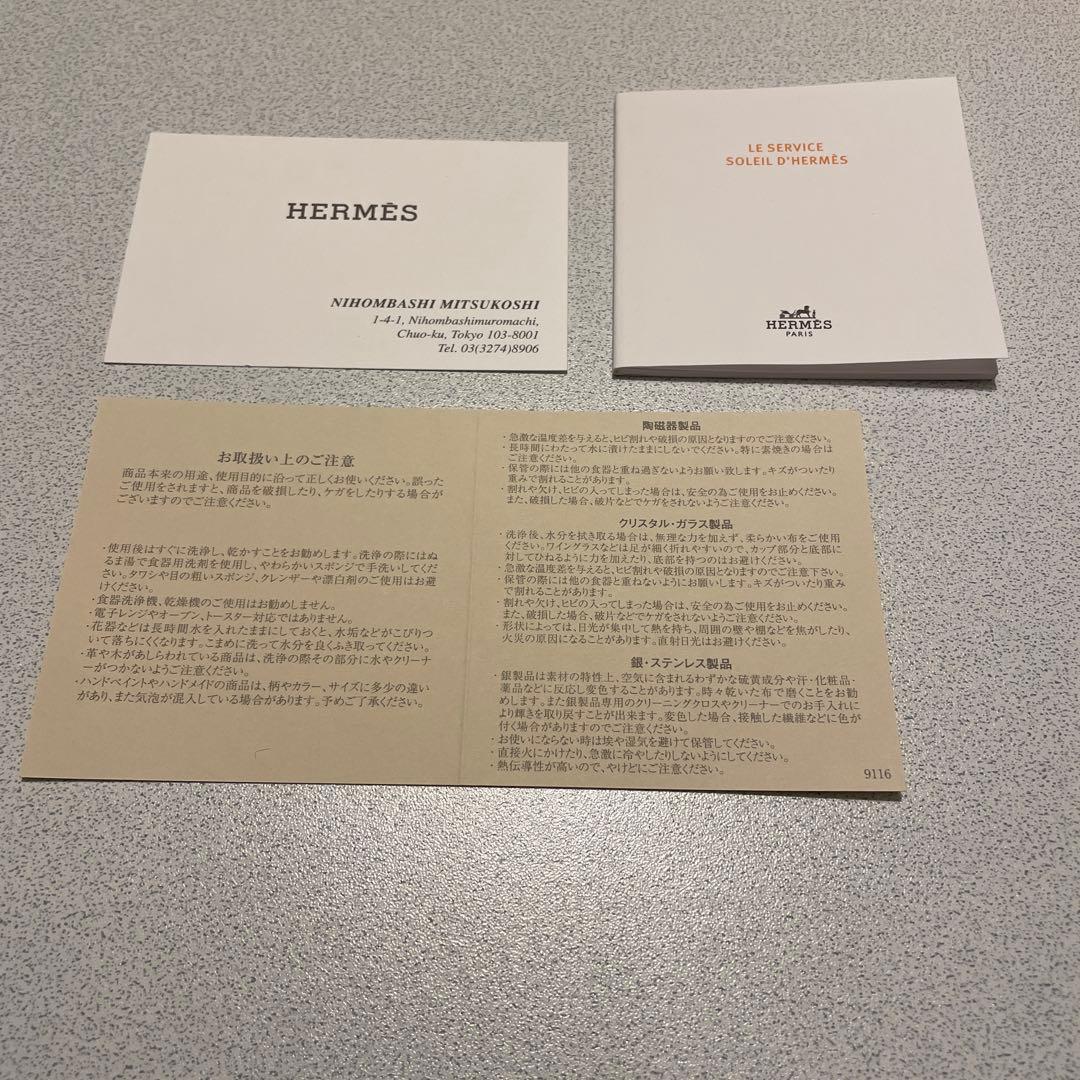 HERMÈS
NIHOMBASHI MITSUKOSHI
1-4-1, Nihombashimuromachi,
Chuo-ku, Tokyo 103-8001
Tel. 03(3274)8906
LE SERVICE
SOLEIL D'HERMÈS
HERMÈS
PARIS
お取扱い上のご注意
商品本来の用途、使用目的に沿って正しくお使いください。誤った
ご使用をされますと、商品を破損したり、ケガをしたりする場合が
ございますのでご注意ください。
・使用後はすぐに洗浄し、乾かすことをお勧めします。洗浄の際にはぬ
るま湯で食器用洗剤を使用し、やわらかいスポンジで手洗いしてくだ
さい。タワシや目の粗いスポンジ、クレンザーや漂白剤のご使用はお避
けください。
・食器洗浄機、乾燥機のご使用はお勧めしません。
・電子レンジやオーブン、トースター対応ではありません。
・花器などは長時間水を入れたままにしておくと、水垢などがこびりつ
いて落ちにくくなります。こまめに洗って水分を良くふき取ってください。
・革や木があしらわれている商品は、洗浄の際その部分に水やクリーナ
ーがつかないようご注意ください。
・ハンドペイントやハンドメイドの商品は、柄やカラー、サイズに多少の違い
があり、また気泡が混入している場合があります。予めご了承ください。
陶磁器製品
・急激な温度差を与えると、ヒビ割れや破損の原因となりますのでご注意ください。
・長時間にわたって水に漬けたままにしないでください。特に素焼きの場合は
ご注意ください。
・保管の際には他の食器と重ね過ぎないようお願い致します。キズがついたり
重みで割れることがあります。
・割れや欠け、ヒビの入ってしまった場合は、安全の為ご使用をお止めください。
また、破損した場合、破片などでケガをされないようご注意ください。
クリスタル・ガラス製品
・洗浄後、水分を拭き取る場合は、無理な力を加えず、柔らかい布をご使用
ください。ワイングラスなどは足が細く折れやすいので、カップ部分と底部に
対してひねるように力を加えたり、底部を持つのはお避けください。
・急激な温度差を与えると、ヒビ割れや破損の原因となりますのでご注意下さい。
・保管の際には他の食器と重ねないようにお願いします。キズがついたり重み
で割れることがあります。
・割れや欠け、ヒビの入ってしまった場合は、安全の為ご使用をお止めください。
また、破損した場合、破片などでケガをされないようご注意ください。
・形状によっては、日光が集中して熱を持ち、周囲の壁や棚などを焦がしたり、
火災の原因になることがあります。直射日光はお避けください。
銀・ステンレス製品
・銀製品は素材の特性上、空気に含まれるわずかな硫黄成分や汗・化粧品・
薬品などに反応し変色することがあります。時々乾いた布で磨くことをお勧
めします。また銀製品専用のクリーニングクロスやクリーナーでのお手入れに
より輝きを取り戻すことが出来ます。変色した場合、接触した繊維などに色が
付く場合がありますのでご注意ください。
・お使いにならない時は埃や湿気を避けて保管してください。
・直接火にかけたり、急激に冷やしたりしないようにしてください。
・熱伝導性が高いので、やけどにご注意ください。
9116